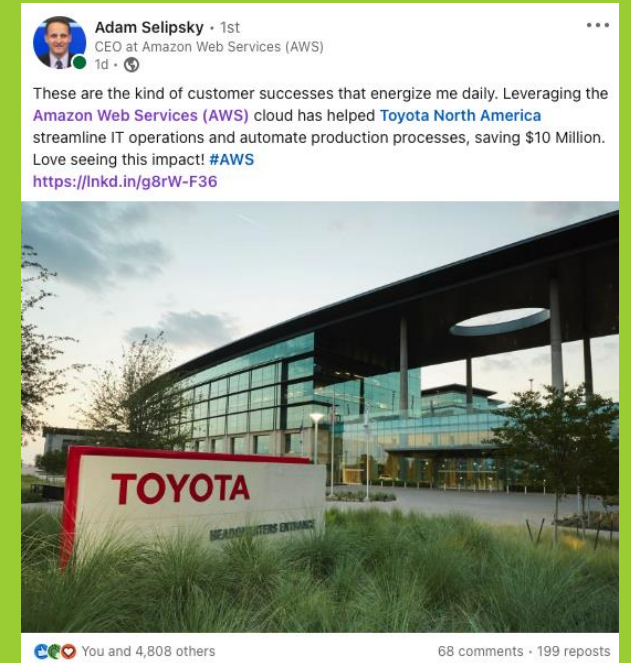 Adam Selipsky · 1st
CEO at Amazon Web Services (AWS)
1d ·
These are the kind of customer successes that energize me daily. Leveraging the
Amazon Web Services (AWS) cloud has helped Toyota North America
streamline IT operations and automate production processes, saving $10 Million.
Love seeing this impact! #AWS
https://lnkd.in/g8rW-F36
TOYOTA
HEADQUARTERS ENTRANCE
You and 4,808 others
68 comments · 199 reposts